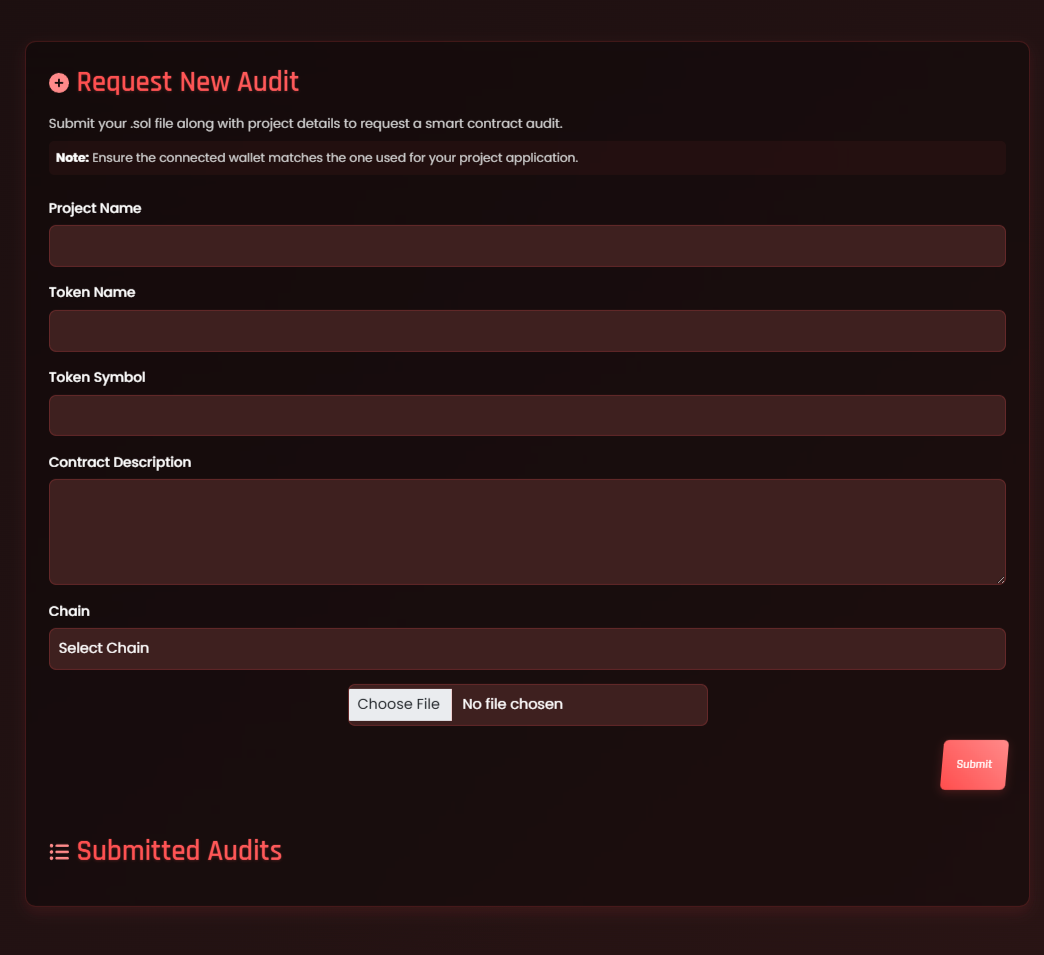 Request New Audit
Submit your .sol file along with project details to request a smart contract audit.
Note: Ensure the connected wallet matches the one used for your project application.
Project Name
Token Name
Token Symbol
Contract Description
Chain
Select Chain
Choose File No file chosen
Submit
Submitted Audits